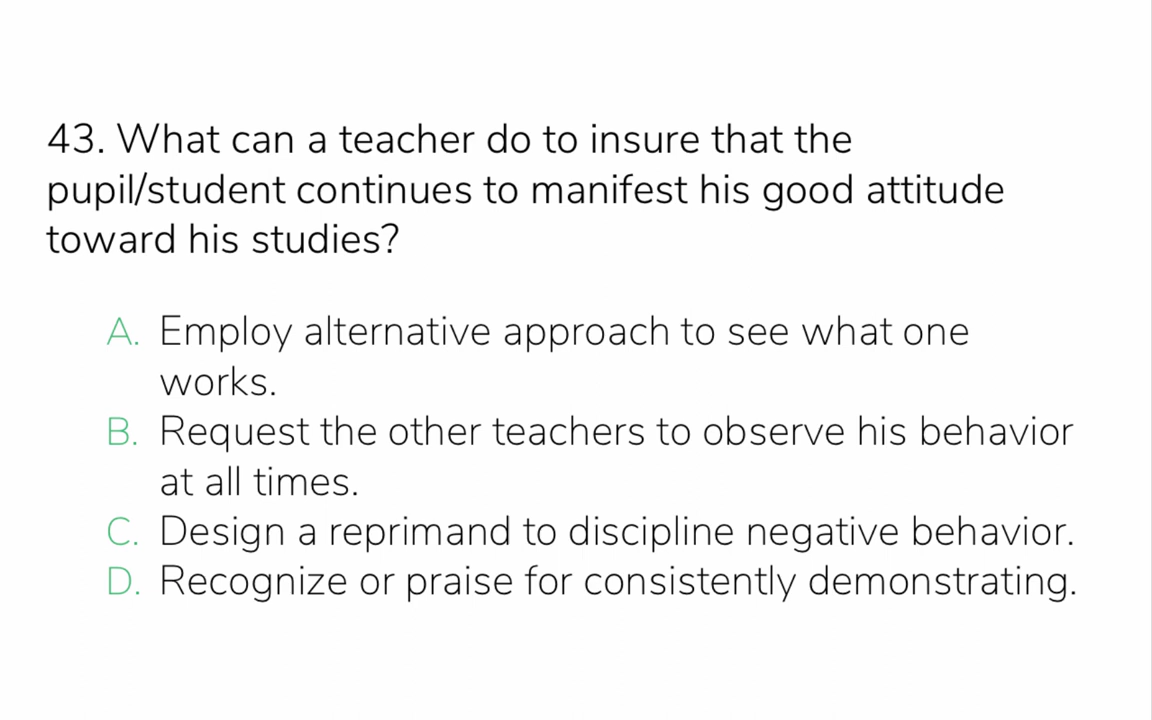 43. What can a teacher do to insure that the
pupil/student continues to manifest his good attitude
toward his studies?
A. Employ alternative approach to see what one
works.
B. Request the other teachers to observe his behavior
at all times.
C. Design a reprimand to discipline negative behavior.
D. Recognize or praise for consistently demonstrating.